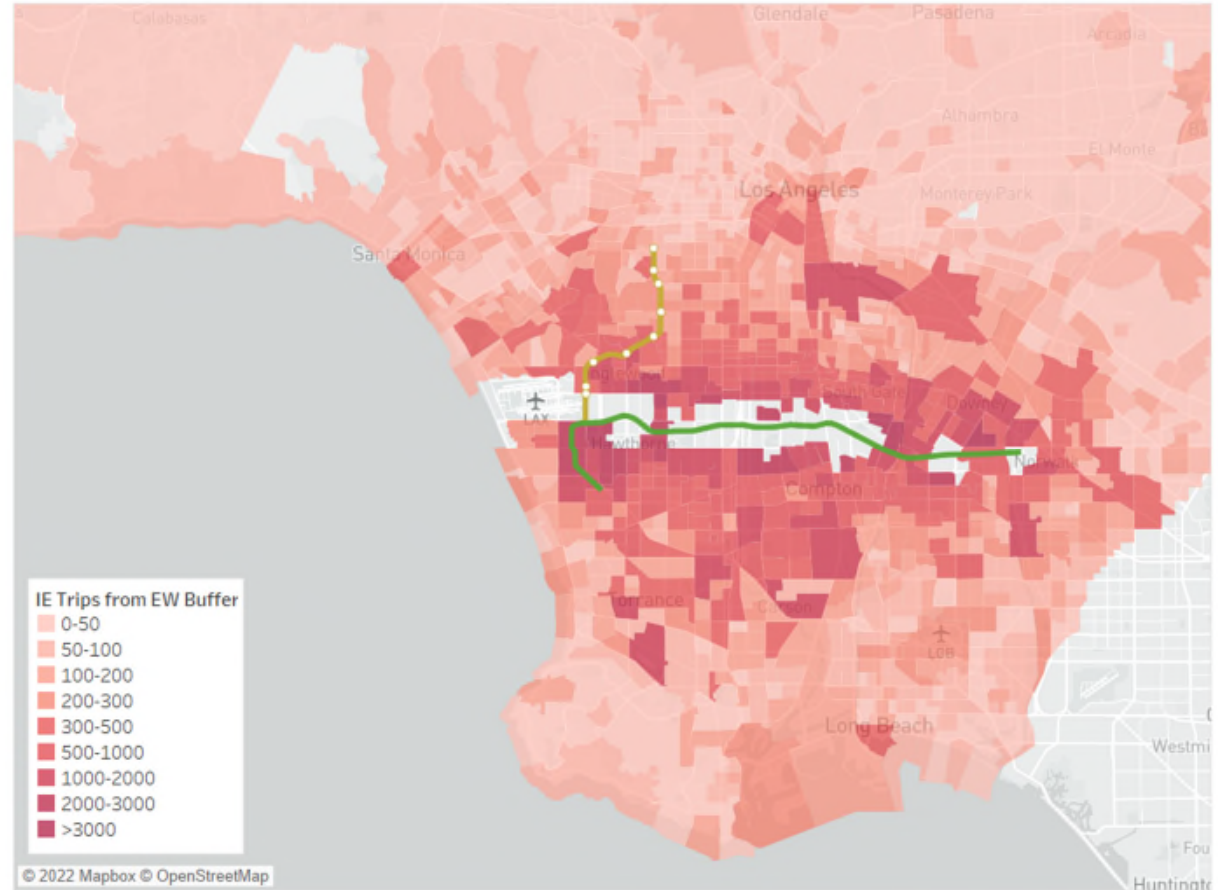 Calabasas
Glendale
Pasadena
Arcadia
Alhambra
El Monte
Los Angeles
Monterey Park
Santa Monica
South Gate
Downey
LAX
Hawthorne
Compton
IE Trips from EW Buffer
0-50
50-100
100-200
200-300
300-500
500-1000
1000-2000
2000-3000
>3000
Torrance
Carson
LGB
Long Beach
Westmi
Fou
Huntingt
© 2022 Mapbox © OpenStreetMap